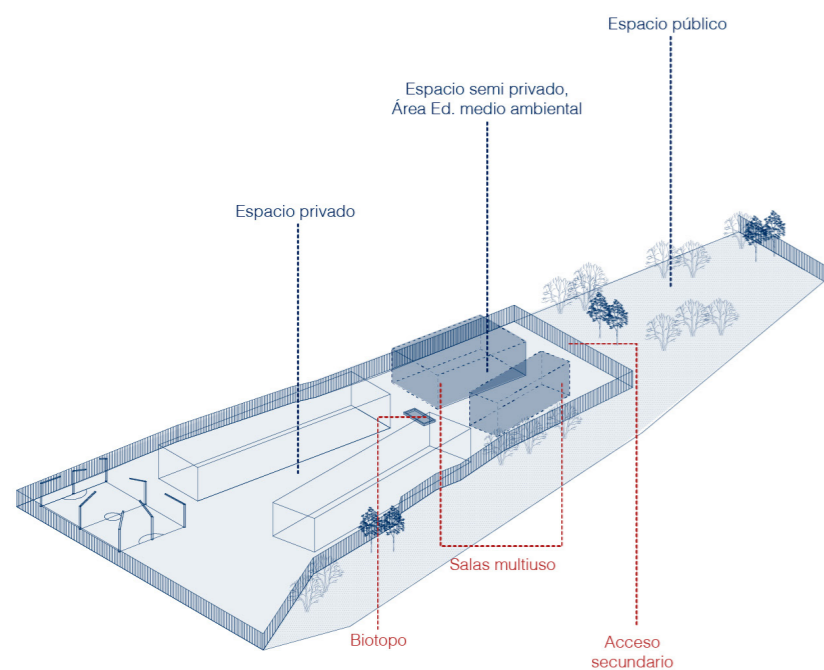 Espacio público
Espacio semi privado,
Área Ed. medio ambiental
Espacio privado
Salas multiuso
Biotopo
Acceso
secundario